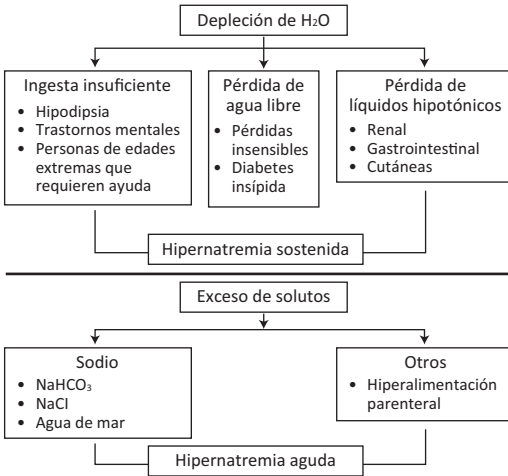 Depleción de H₂O
Ingesta insuficiente
• Hipodipsia
• Trastornos mentales
• Personas de edades
extremas que
requieren ayuda
Pérdida de
agua libre
• Pérdidas
insensibles
• Diabetes
insípida
Pérdida de
líquidos hipotónicos
• Renal
• Gastrointestinal
• Cutáneas
Hipernatremia sostenida
Exceso de solutos
Sodio
• NaHCO₃
• NaCl
• Agua de mar
Otros
• Hiperalimentación
parenteral
Hipernatremia aguda